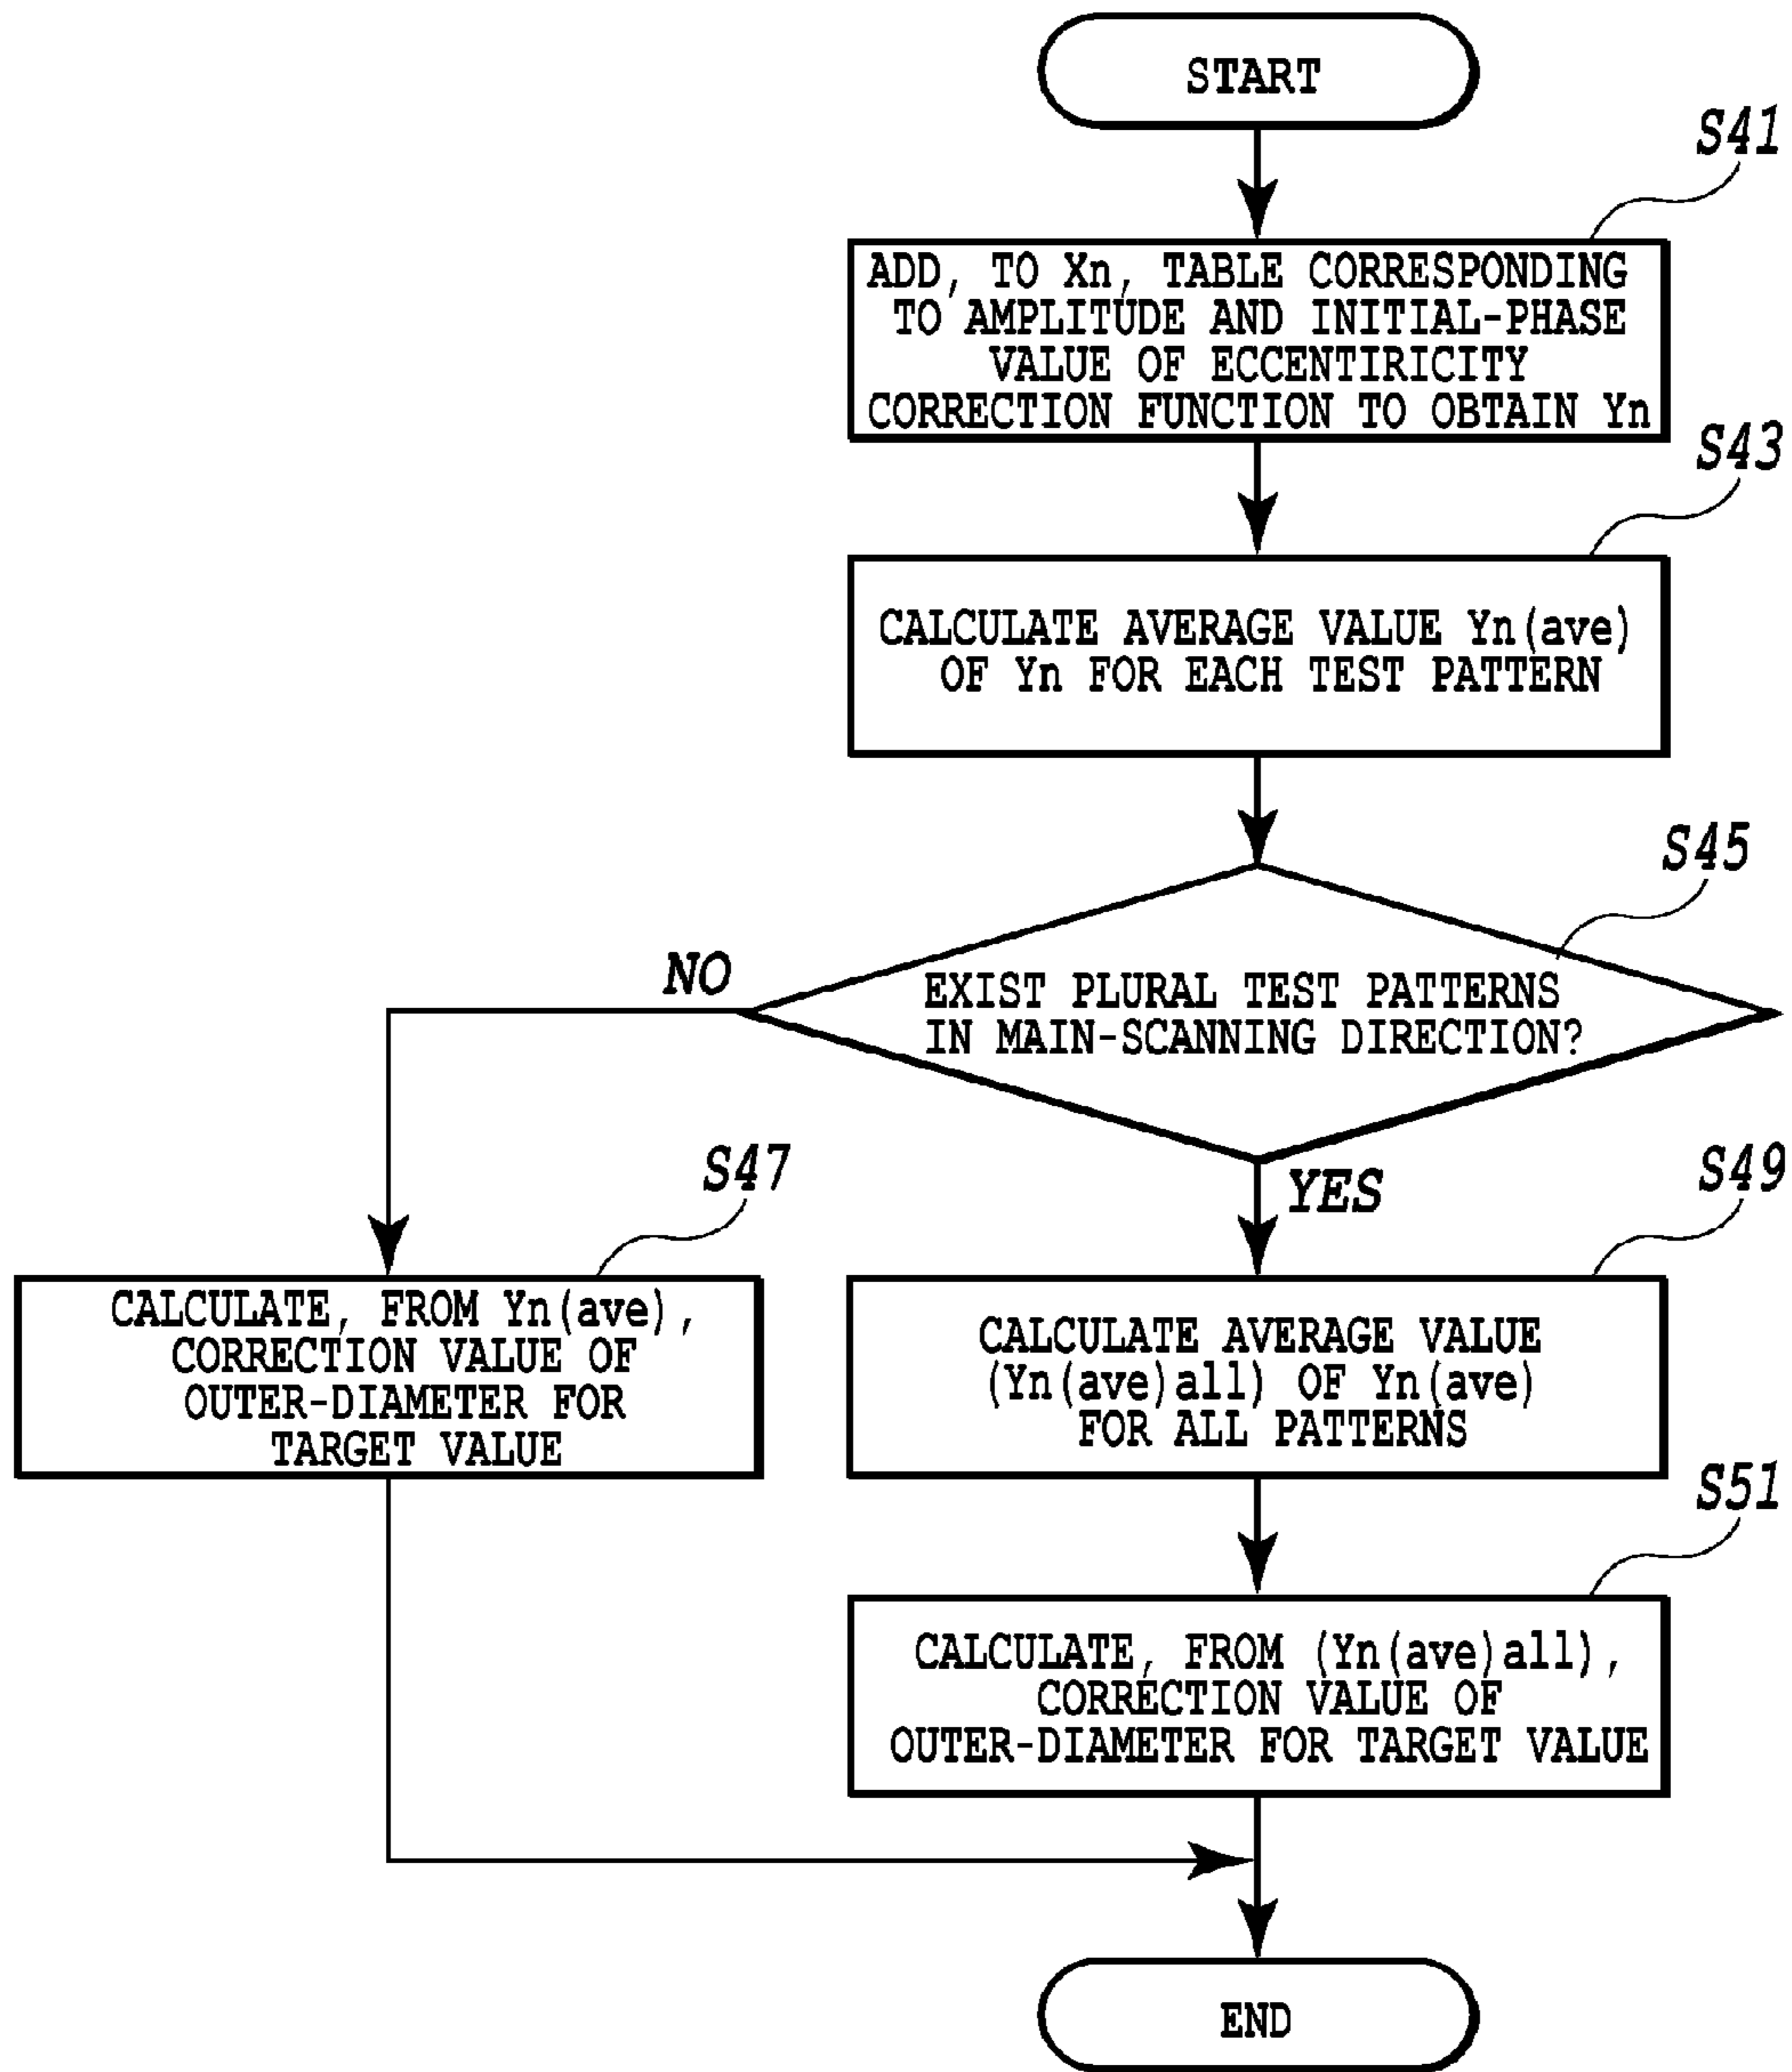 START
S41
ADD, TO Xn, TABLE CORRESPONDING
TO AMPLITUDE AND INITIAL-PHASE
VALUE OF ECCENTIRICITY
CORRECTION FUNCTION TO OBTAIN Yn
S43
CALCULATE AVERAGE VALUE Yn(ave)
OF Yn FOR EACH TEST PATTERN
S45
EXIST PLURAL TEST PATTERNS
IN MAIN-SCANNING DIRECTION?
NO
YES
S47
CALCULATE, FROM Yn(ave),
CORRECTION VALUE OF
OUTER-DIAMETER FOR
TARGET VALUE
S49
CALCULATE AVERAGE VALUE
(Yn(ave)all) OF Yn(ave)
FOR ALL PATTERNS
S51
CALCULATE, FROM (Yn(ave)all),
CORRECTION VALUE OF
OUTER-DIAMETER FOR TARGET VALUE
END